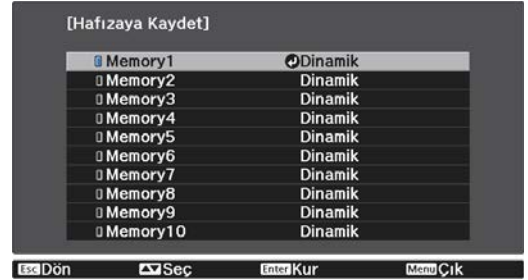 [Hafızaya Kaydet]
Memory1 Dinamik
Memory2 Dinamik
Memory3 Dinamik
Memory4 Dinamik
Memory5 Dinamik
Memory6 Dinamik
Memory7 Dinamik
Memory8 Dinamik
Memory9 Dinamik
Memory10 Dinamik
Esc Dön Seç Enter Kur Menu Çık